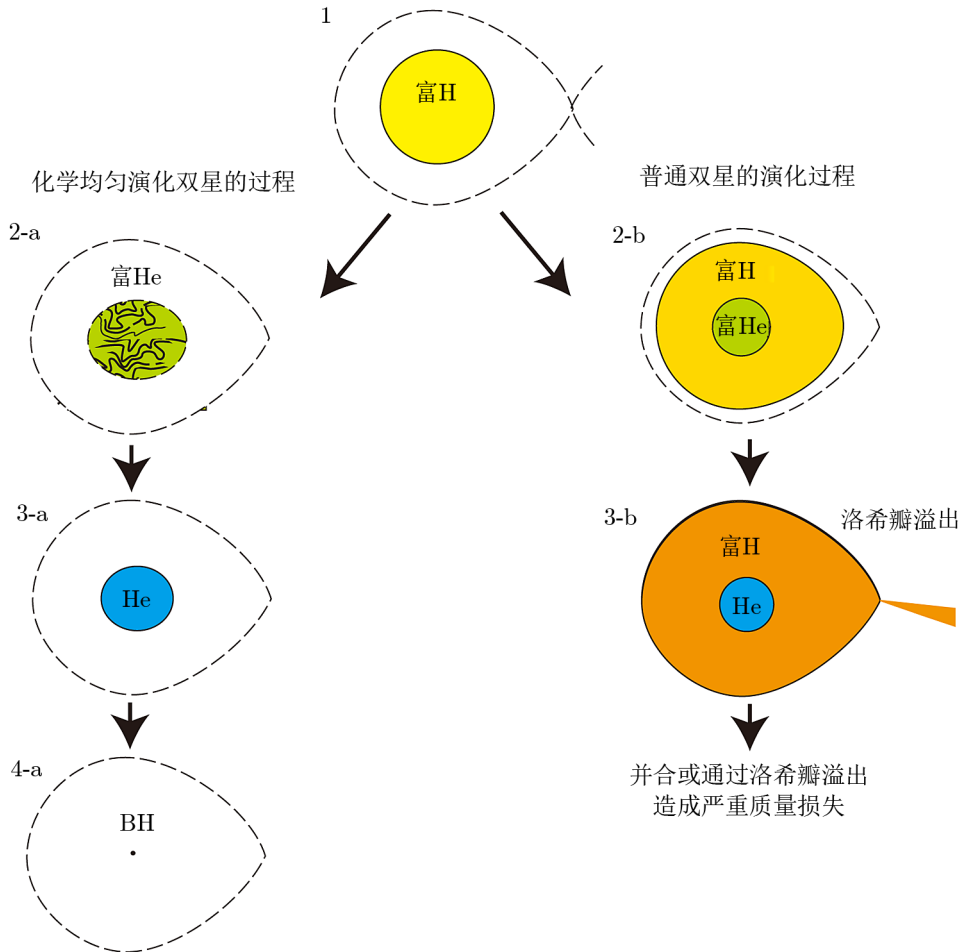 1
富H
化学均匀演化双星的过程
普通双星的演化过程
2-a
富He
2-b
富H
富He
3-a
He
3-b
洛希瓣溢出
富H
He
4-a
BH
并合或通过洛希瓣溢出
造成严重质量损失